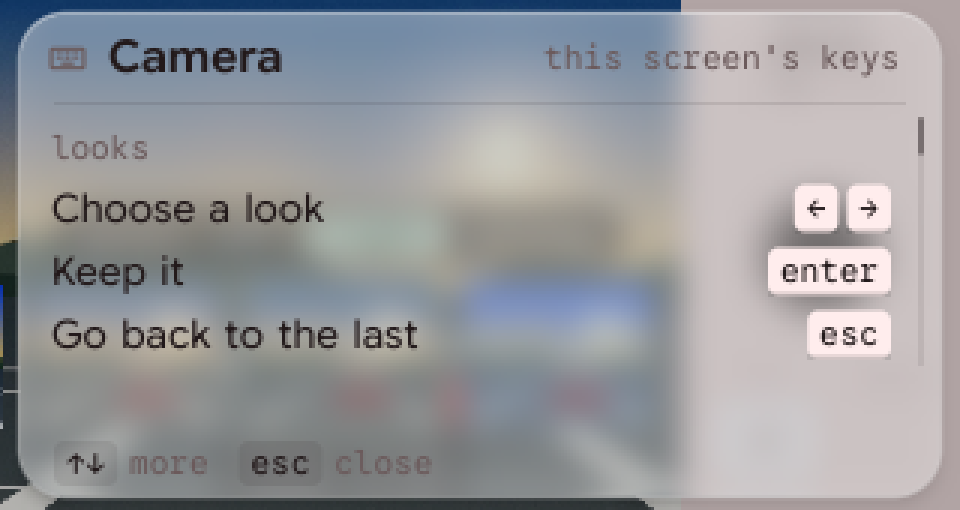 Camera this screen's keys
looks
Choose a look ← →
Keep it enter
Go back to the last esc
↑↓ more esc close